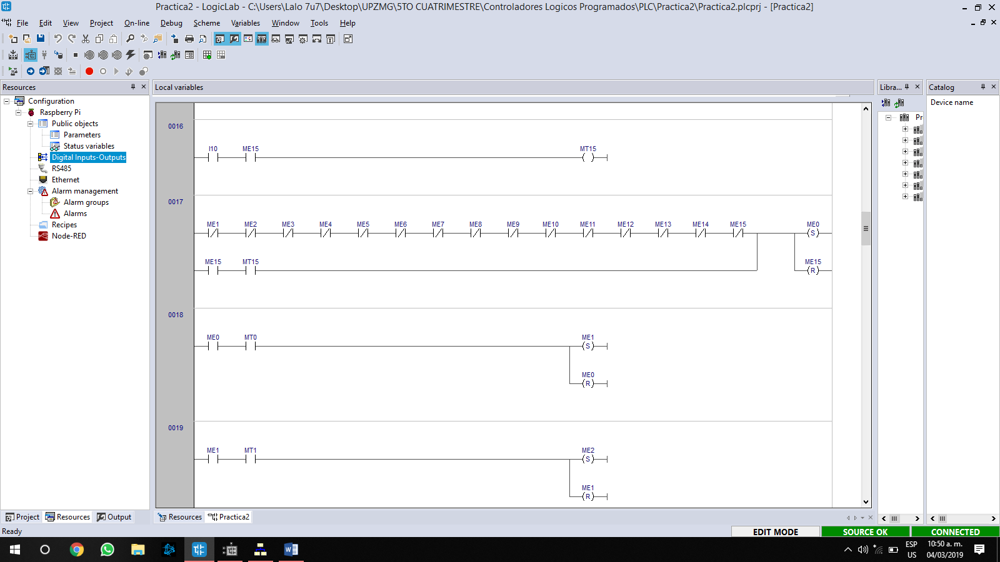 Practica2 - LogicLab - C:\Users\Lalo 7u7\Desktop\UPZMG\5TO CUATRIMESTRE\Controladores Logicos Programados\PLC\Practica2\Practica2.plcprj - [Practica2]
File Edit View Project On-line Debug Scheme Variables Window Tools Help
Resources
Configuration
Raspberry Pi
Public objects
Parameters
Status variables
Digital Inputs-Outputs
RS485
Ethernet
Alarm management
Alarm groups
Alarms
Recipes
Node-RED
Project Resources Output
Local variables
0016
I10 ME15 MT15
0017
ME1 ME2 ME3 ME4 ME5 ME6 ME7 ME8 ME9 ME10 ME11 ME12 ME13 ME14 ME15 ME0
S
ME15 MT15 ME15
R
0018
ME0 MT0 ME1
S
ME0
R
0019
ME1 MT1 ME2
S
ME1
R
Resources Practica2
Libra...
Pr
Catalog
Device name
Ready
EDIT MODE SOURCE OK CONNECTED
ESP
US
10:50 a. m.
04/03/2019